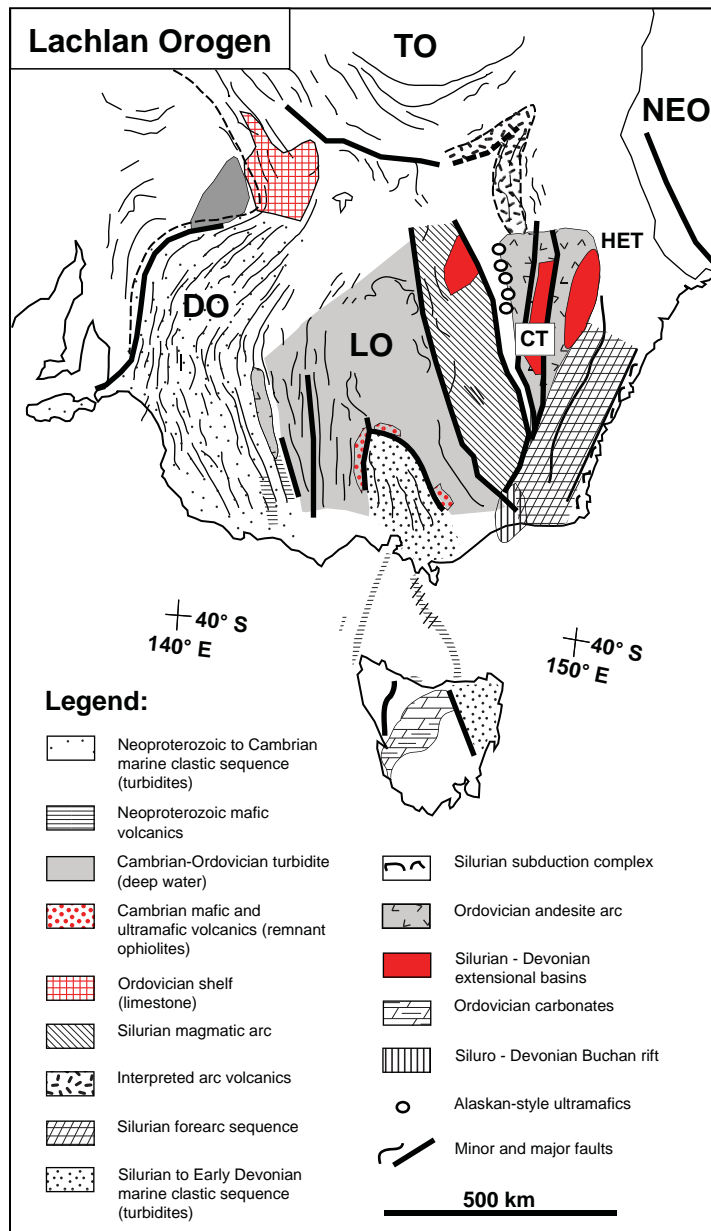 Lachlan Orogen
TO
NEO
HET
DO
LO
CT
40° S
140° E
40° S
150° E
Legend:
Neoproterozoic to Cambrian
marine clastic sequence
(turbidites)
Neoproterozoic mafic
volcanics
Cambrian-Ordovician turbidite
(deep water)
Cambrian mafic and
ultramafic volcanics (remnant
ophiolites)
Ordovician shelf
(limestone)
Silurian magmatic arc
Interpreted arc volcanics
Silurian forearc sequence
Silurian to Early Devonian
marine clastic sequence
(turbidites)
Silurian subduction complex
Ordovician andesite arc
Silurian - Devonian
extensional basins
Ordovician carbonates
Siluro - Devonian Buchan rift
Alaskan-style ultramafics
Minor and major faults
500 km